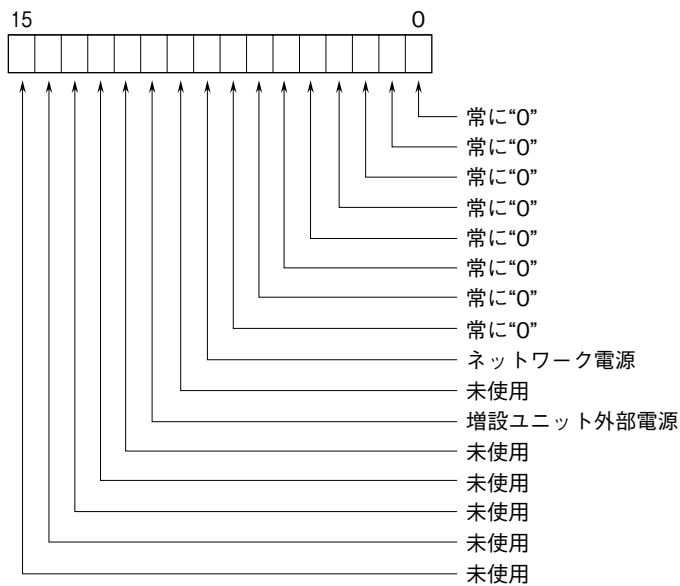 15 0
常に“0”
常に“0”
常に“0”
常に“0”
常に“0”
常に“0”
常に“0”
常に“0”
ネットワーク電源
未使用
増設ユニット外部電源
未使用
未使用
未使用
未使用
未使用